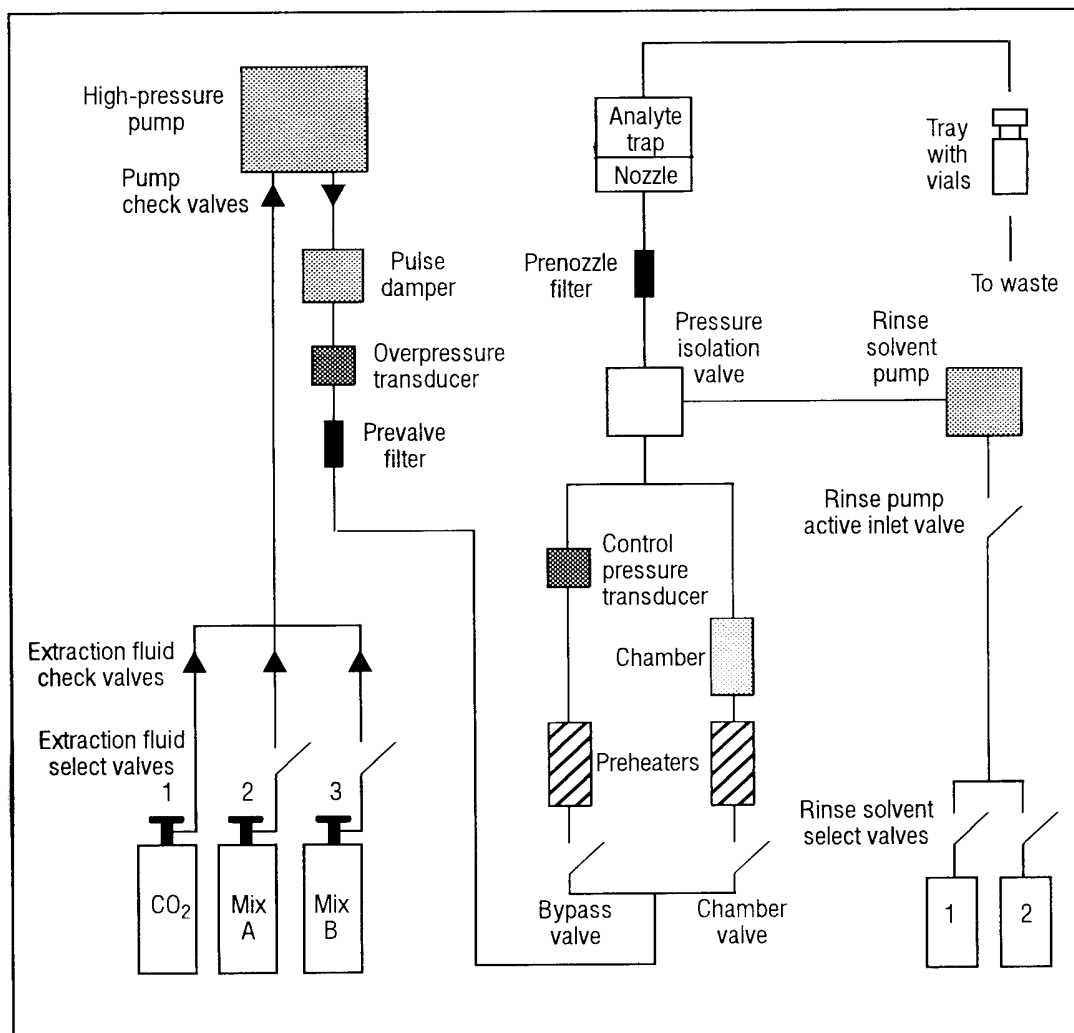 High-pressure
pump
Pump
check valves
Pulse
damper
Overpressure
transducer
Prevalve
filter
Extraction fluid
check valves
Extraction fluid
select valves
1
2
3
CO₂
Mix
A
Mix
B
Analyte
trap
Nozzle
Prenozzle
filter
Pressure
isolation
valve
Control
pressure
transducer
Chamber
Preheaters
Bypass
valve
Chamber
valve
Tray
with
vials
To waste
Rinse
solvent
pump
Rinse pump
active inlet valve
Rinse solvent
select valves
1
2